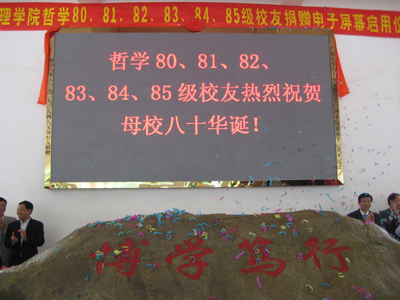 理学院哲学80、81、82、83、84、85级校友捐赠电子屏幕启用仪
哲学80、81、82、
83、84、85级校友热烈祝贺
母校八十华诞！
博学笃行